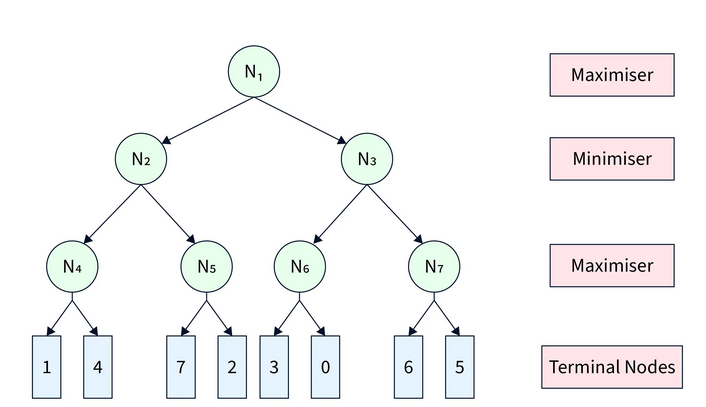 N₁ Maximiser
N₂ N₃ Minimiser
N₄ N₅ N₆ N₇ Maximiser
1 4 7 2 3 0 6 5 Terminal Nodes